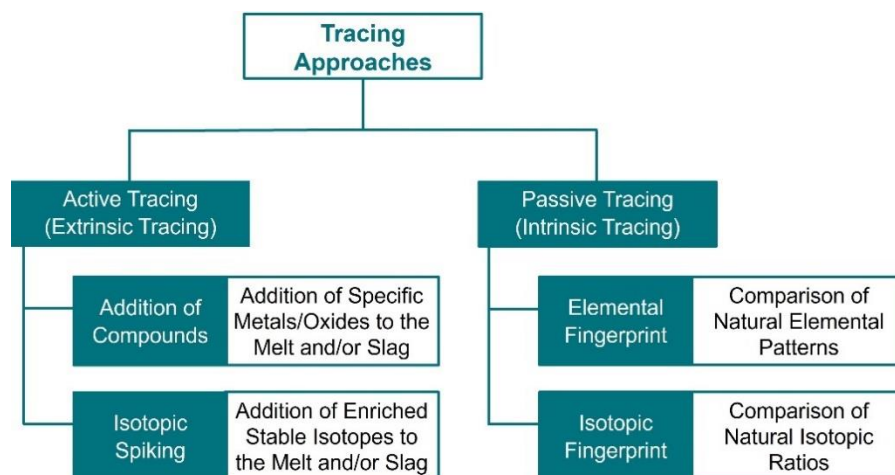 Tracing
Approaches
Active Tracing
(Extrinsic Tracing)
Passive Tracing
(Intrinsic Tracing)
Addition of
Compounds
Addition of Specific
Metals/Oxides to the
Melt and/or Slag
Elemental
Fingerprint
Comparison of
Natural Elemental
Patterns
Isotopic
Spiking
Addition of Enriched
Stable Isotopes to
the Melt and/or Slag
Isotopic
Fingerprint
Comparison of
Natural Isotopic
Ratios